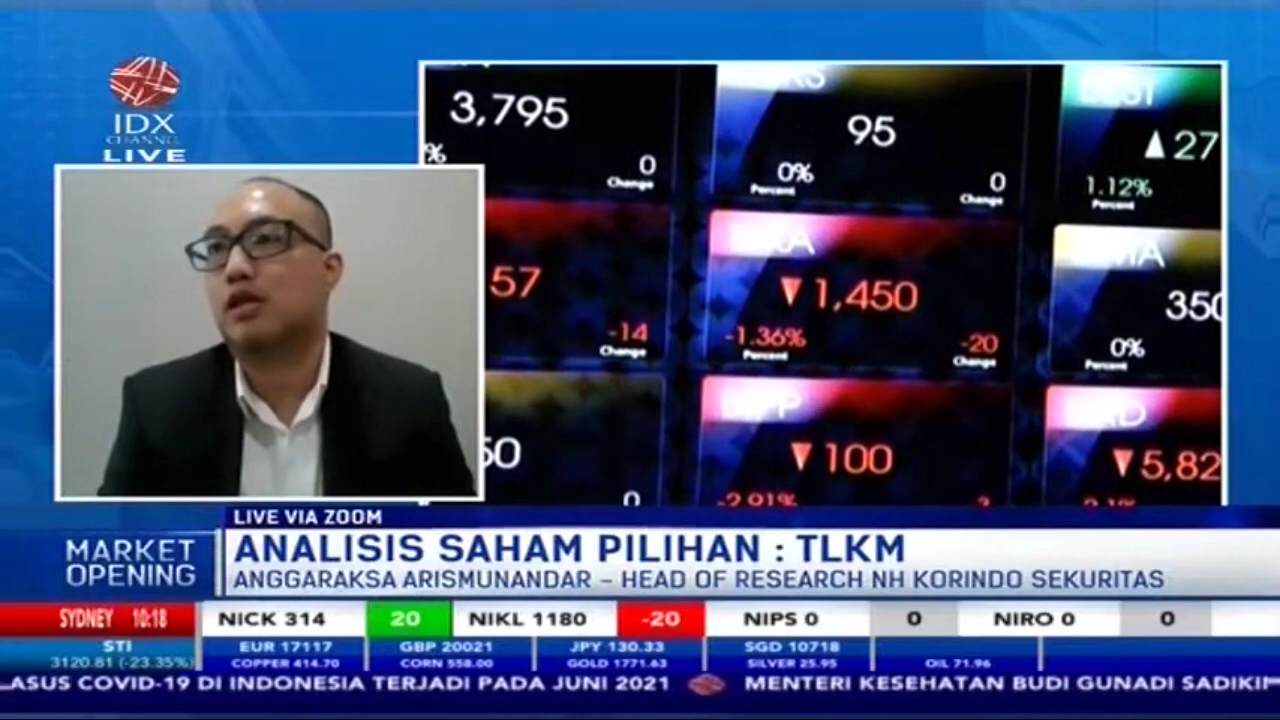 IDX
CHANNEL
LIVE
3,795
%
0
Change
95
0%
Percent
0
Change
27
1.12%
Percent
57
-14
Change
1,450
-1.36%
Percent
-20
Change
350
0%
Percent
50
0
100
-2.91%
3
5,82
LIVE VIA ZOOM
MARKET OPENING
ANALISIS SAHAM PILIHAN : TLKM
ANGGARAKSA ARISMUNANDAR – HEAD OF RESEARCH NH KORINDO SEKURITAS
SYDNEY 10:18 NICK 314 20 NIKL 1180 -20 NIPS 0 0 NIRO 0 0
STI EUR 17117 GBP 20021 JPY 130.33 SGD 10718
3120.81 (-23.35%) COPPER 414.70 CORN 558.00 GOLD 1771.63 SILVER 25.95 OIL 71.96
ASUS COVID-19 DI INDONESIA TERJADI PADA JUNI 2021 MENTERI KESEHATAN BUDI GUNADI SADIKI